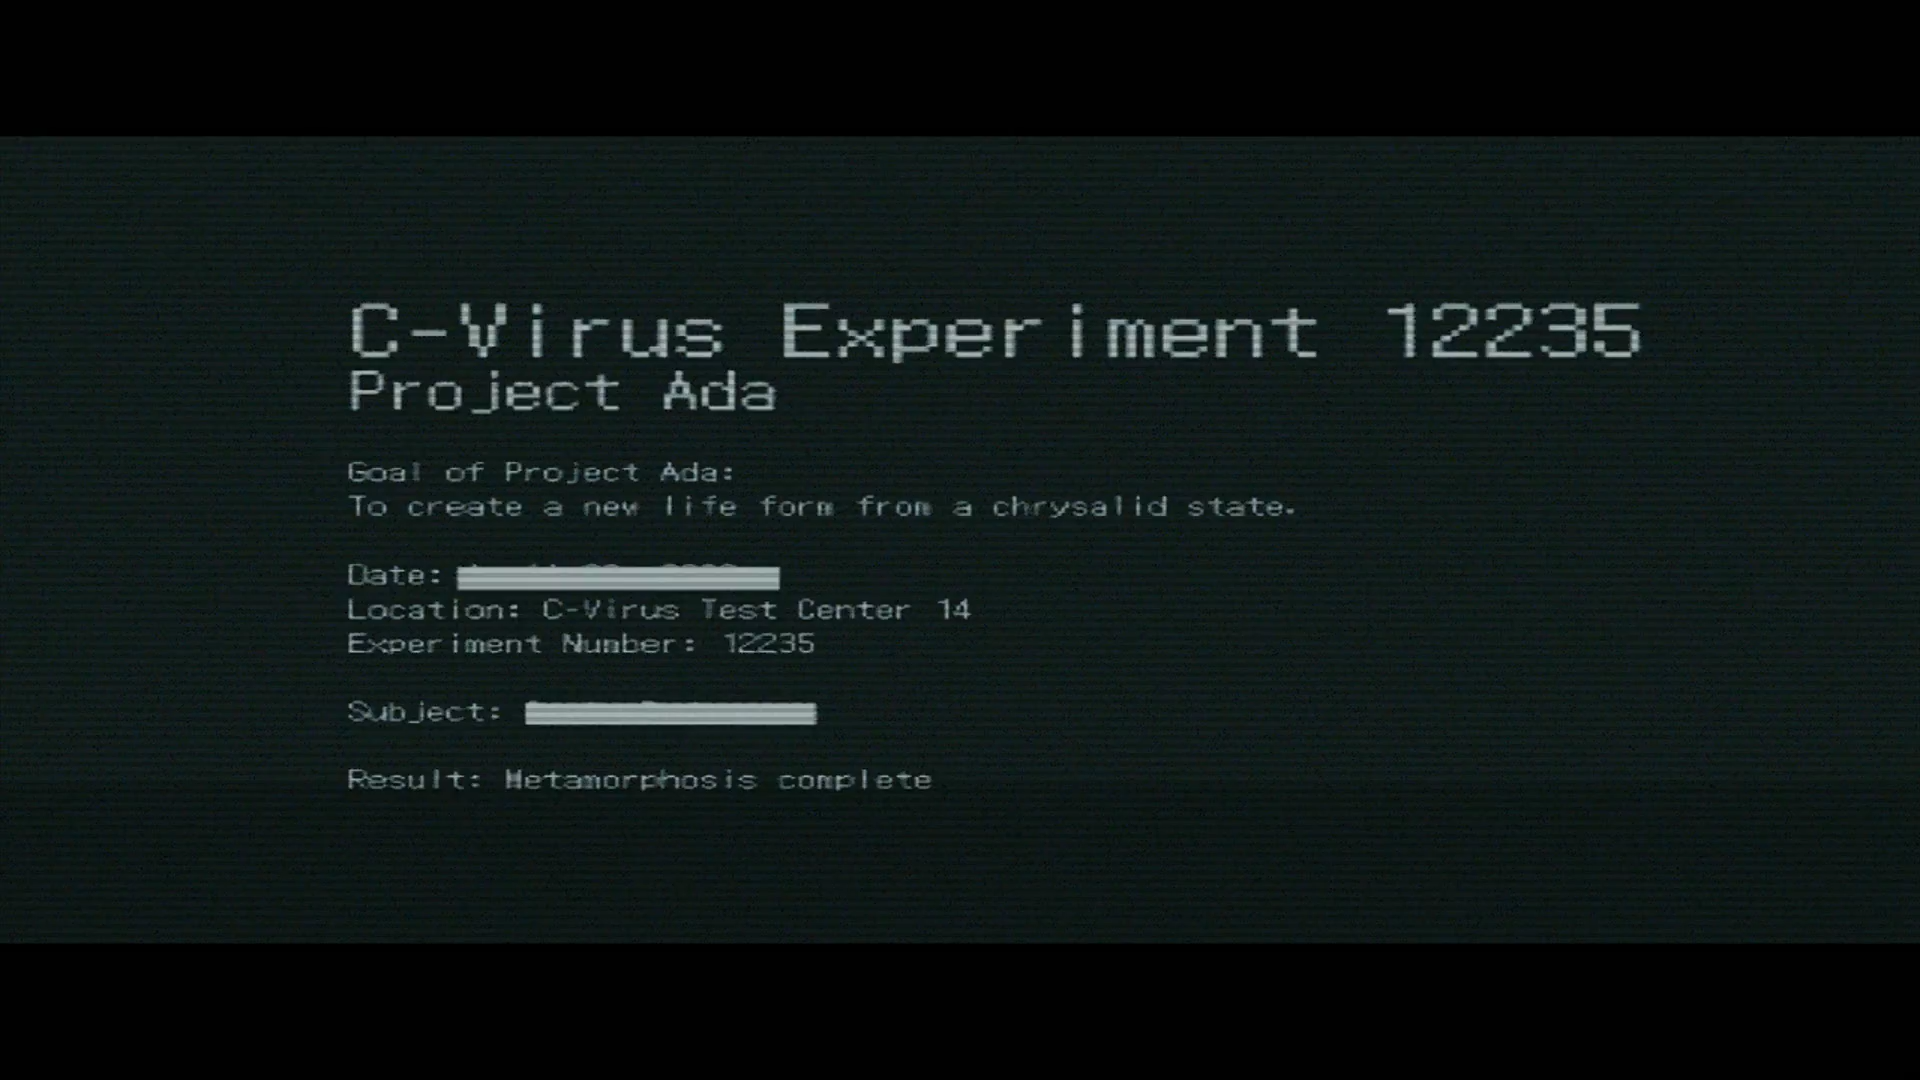 C-Virus Experiment 12235
Project Ada
Goal of Project Ada:
To create a new life form from a chrysalid state.
Date:
Location: C-Virus Test Center 14
Experiment Number: 12235
Subject:
Result: Metamorphosis complete